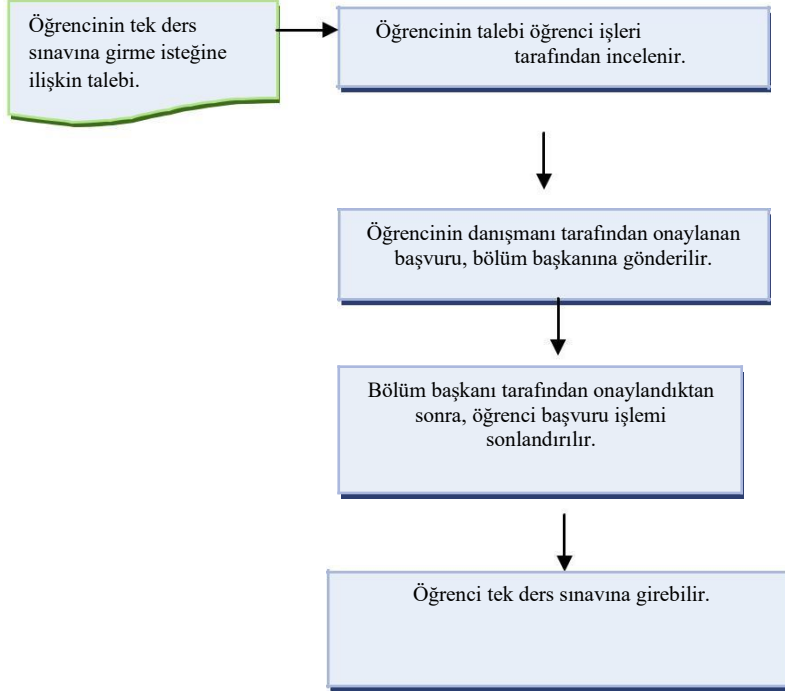 Öğrencinin tek ders
sınavına girme isteğine
ilişkin talebi.
Öğrencinin talebi öğrenci işleri
tarafından incelenir.
Öğrencinin danışmanı tarafından onaylanan
başvuru, bölüm başkanına gönderilir.
Bölüm başkanı tarafından onaylandıktan
sonra, öğrenci başvuru işlemi
sonlandırılır.
Öğrenci tek ders sınavına girebilir.